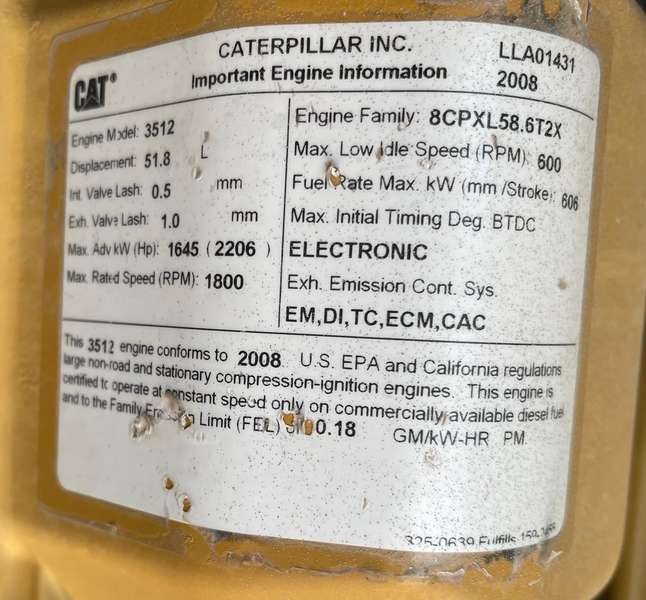 CATERPILLAR INC.
LLA01431
CAT®
Important Engine Information
2008
Engine Model: 3512
Displacement: 51.8 L
Int. Valve Lash: 0.5 mm
Exh. Valve Lash: 1.0 mm
Max. Adv kW (Hp): 1645 ( 2206 )
Max. Rated Speed (RPM): 1800
Engine Family: 8CPXL58.6T2X
Max. Low Idle Speed (RPM): 600
Fuel Rate Max. kW (mm /Stroke): 606
Max. Initial Timing Deg. BTDC
ELECTRONIC
Exh. Emission Cont. Sys.
EM,DI,TC,ECM,CAC
This 3512 engine conforms to 2008 U.S. EPA and California regulations
large non-road and stationary compression-ignition engines. This engine is
certified to operate at constant speed only on commercially available diesel fuel
and to the Family Limit (FEL) 0.18 GM/kW-HR PM
325-0639 Fulfills